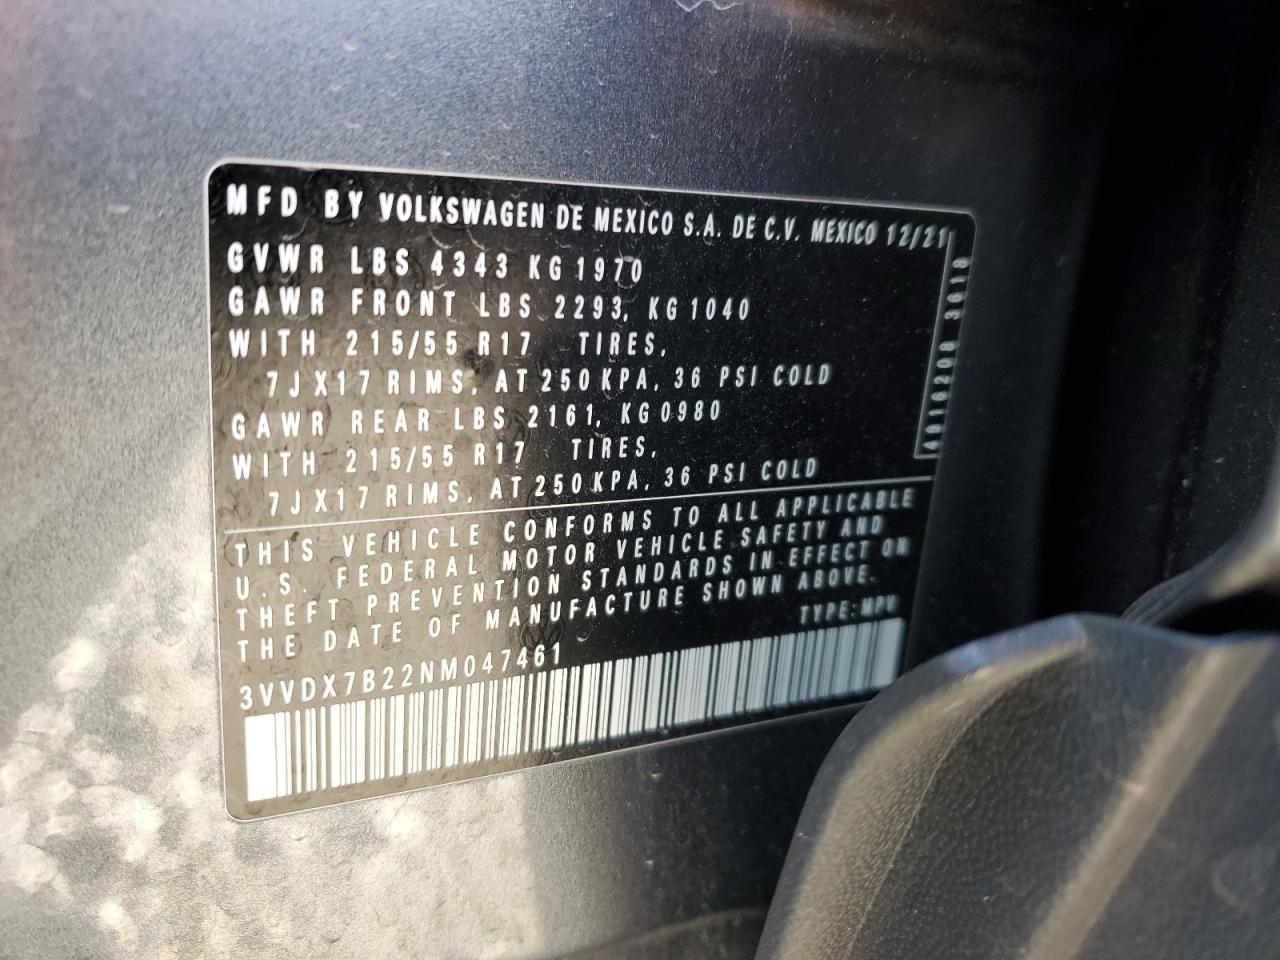 MFD BY VOLKSWAGEN DE MEXICO S.A. DE C.V. MEXICO 12/21
GVWR LBS 4343 KG 1970
GAWR FRONT LBS 2293, KG 1040
WITH 215/55 R17 TIRES,
7JX17 RIMS, AT 250 KPA, 36 PSI COLD
GAWR REAR LBS 2161, KG 0980
WITH 215/55 R17 TIRES,
7JX17 RIMS, AT 250 KPA, 36 PSI COLD
THIS VEHICLE CONFORMS TO ALL APPLICABLE
U.S. FEDERAL MOTOR VEHICLE SAFETY AND
THEFT PREVENTION STANDARDS IN EFFECT ON
THE DATE OF MANUFACTURE SHOWN ABOVE.
TYPE: MPV
3VVDX7B22NM047461